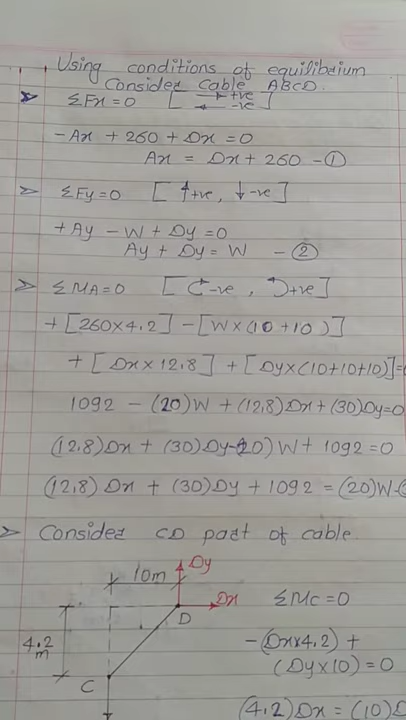 Using conditions of equilibrium
Consider Cable ABCD.
> ΣFx=0 [ → +ve ← -ve ]
-Ax + 260 + Dx = 0
Ax = Dx + 260 - ①
> ΣFy=0 [ ↑+ve, ↓-ve ]
+Ay - W + Dy = 0
Ay + Dy = W - ②
> ΣMA=0 [ ↻-ve, ↺+ve ]
+[260×4.2] - [W×(10+10)]
+ [Dx×12.8] + [Dy×(10+10+10)]=
1092 - (20)W + (12.8)Dx + (30)Dy=0
(12.8)Dx + (30)Dy-(20)W + 1092 = 0
(12.8) Dx + (30)Dy + 1092 = (20)W-
> Consider CD part of cable.
10m Dy
Dx ΣMc=0
D
4.2 m
-(Dx×4.2) +
(Dy×10) = 0
C
(4.2)Dx = (10)